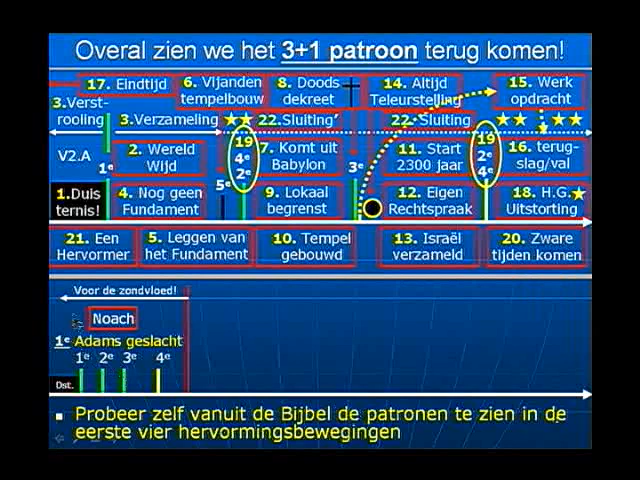 Overal zien we het 3+1 patroon terug komen!
17. Eindtijd
6. Vijanden
tempelbouw
8. Doods
dekreet
14. Altijd
Teleurstelling
15. Werk
opdracht
3.Verst-
rooling
3.Verzameling
22.Sluiting
22.Sluiting
V2.A
1e
2. Wereld
Wijd
19
4e
2e
7. Komt uit
Babylon
3e
11. Start
2300 jaar
19
2e
4e
16. terug-
slag/val
1.Duis
ternis!
4. Nog geen
Fundament
5e
9. Lokaal
begrenst
12. Eigen
Rechtspraak
18. H.G.
Uitstorting
21. Een
Hervormer
5. Leggen van
het Fundament
10. Tempel
gebouwd
13. Israël
verzameld
20. Zware
tijden komen
Voor de zondvloed!
Noach
1e Adams geslacht
1e 2e 3e 4e
Dst.
Probeer zelf vanuit de Bijbel de patronen te zien in de
eerste vier hervormingsbewegingen